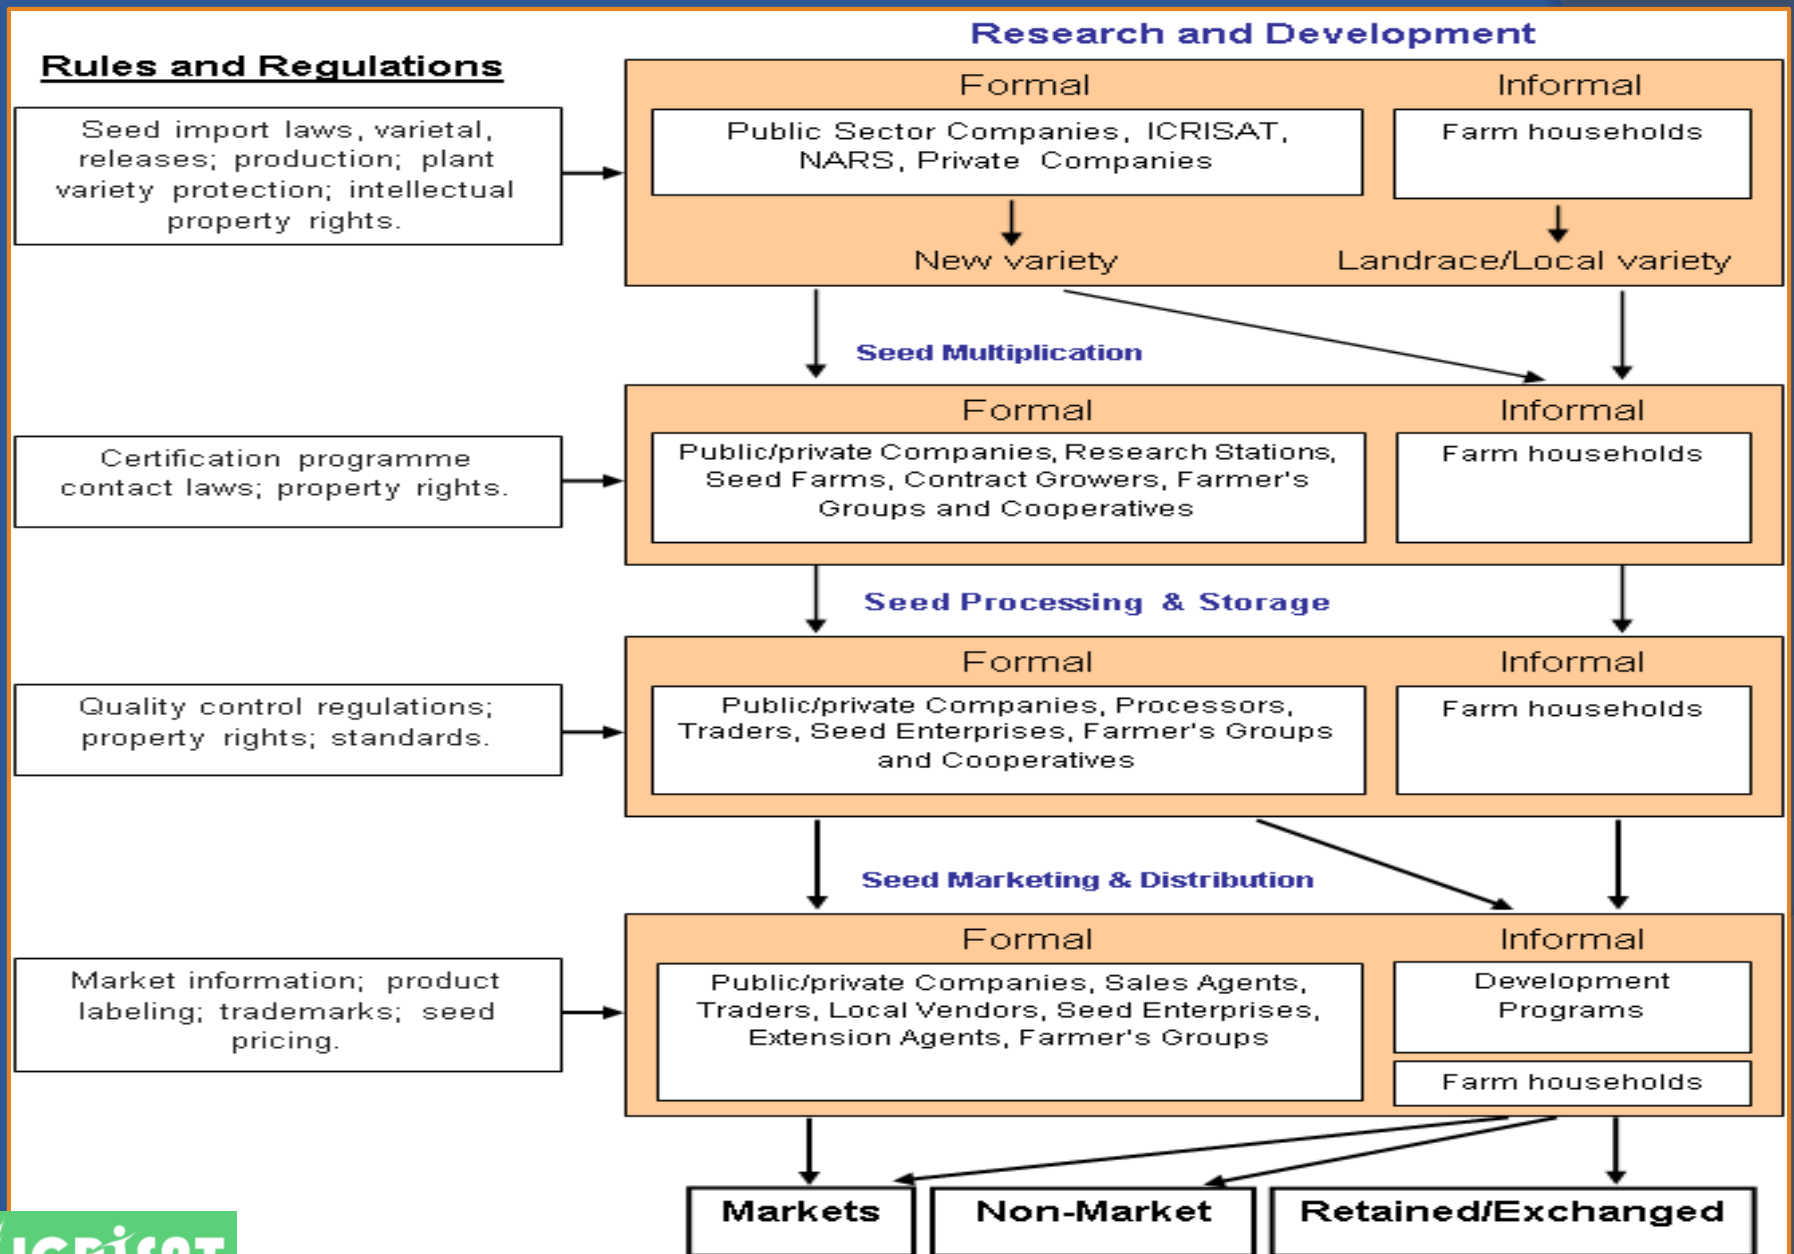 Research and Development
Rules and Regulations
Formal
Informal
Seed import laws, varietal,
releases; production; plant
variety protection; intellectual
property rights.
Public Sector Companies, ICRISAT,
NARS, Private Companies
Farm households
New variety
Landrace/Local variety
Seed Multiplication
Formal
Informal
Certification programme
contact laws; property rights.
Public/private Companies, Research Stations,
Seed Farms, Contract Growers, Farmer's
Groups and Cooperatives
Farm households
Seed Processing & Storage
Formal
Informal
Quality control regulations;
property rights; standards.
Public/private Companies, Processors,
Traders, Seed Enterprises, Farmer's Groups
and Cooperatives
Farm households
Seed Marketing & Distribution
Formal
Informal
Market information; product
labeling; trademarks; seed
pricing.
Public/private Companies, Sales Agents,
Traders, Local Vendors, Seed Enterprises,
Extension Agents, Farmer's Groups
Development
Programs
Farm households
Markets
Non-Market
Retained/Exchanged
ICRISAT